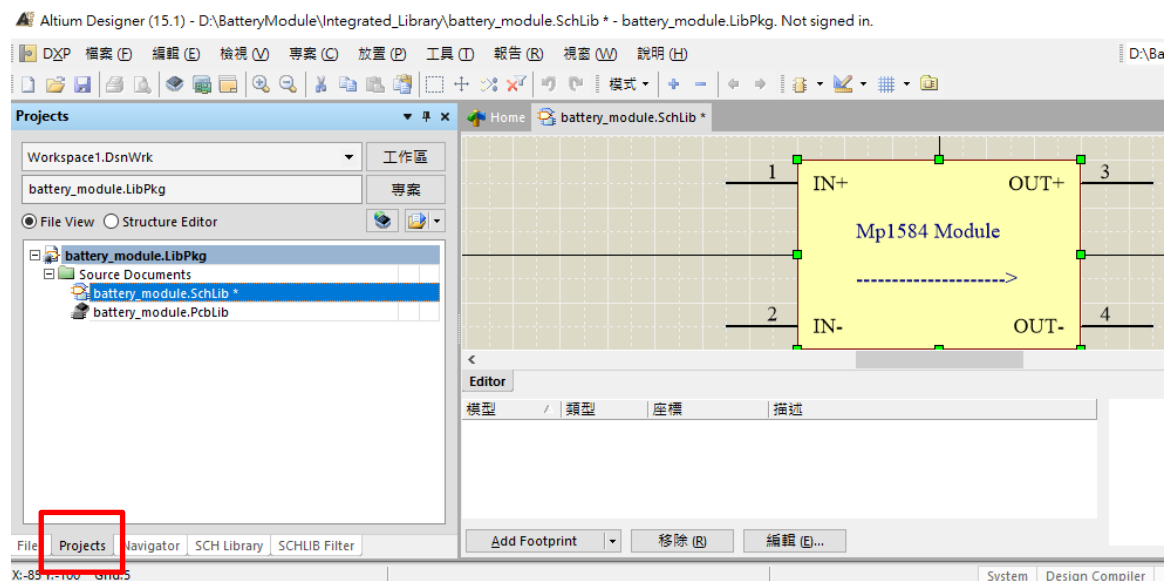 Altium Designer (15.1) - D:\BatteryModule\Integrated_Library\battery_module.SchLib * - battery_module.LibPkg. Not signed in.
DXP 檔案 (F) 編輯 (E) 檢視 (V) 專案 (C) 放置 (P) 工具 (T) 報告 (R) 視窗 (W) 說明 (H) D:\Ba
模式
Projects
Home battery_module.SchLib *
Workspace1.DsnWrk 工作區
battery_module.LibPkg 專案
File View Structure Editor
battery_module.LibPkg
Source Documents
battery_module.SchLib *
battery_module.PcbLib
1 IN+ OUT+ 3
Mp1584 Module
-------------------->
2 IN- OUT- 4
Editor
模型 類型 座標 描述
Add Footprint 移除 (R) 編輯 (E)...
File Projects Navigator SCH Library SCHLIB Filter
X:-85 Y:-100 Grid:5 System Design Compiler